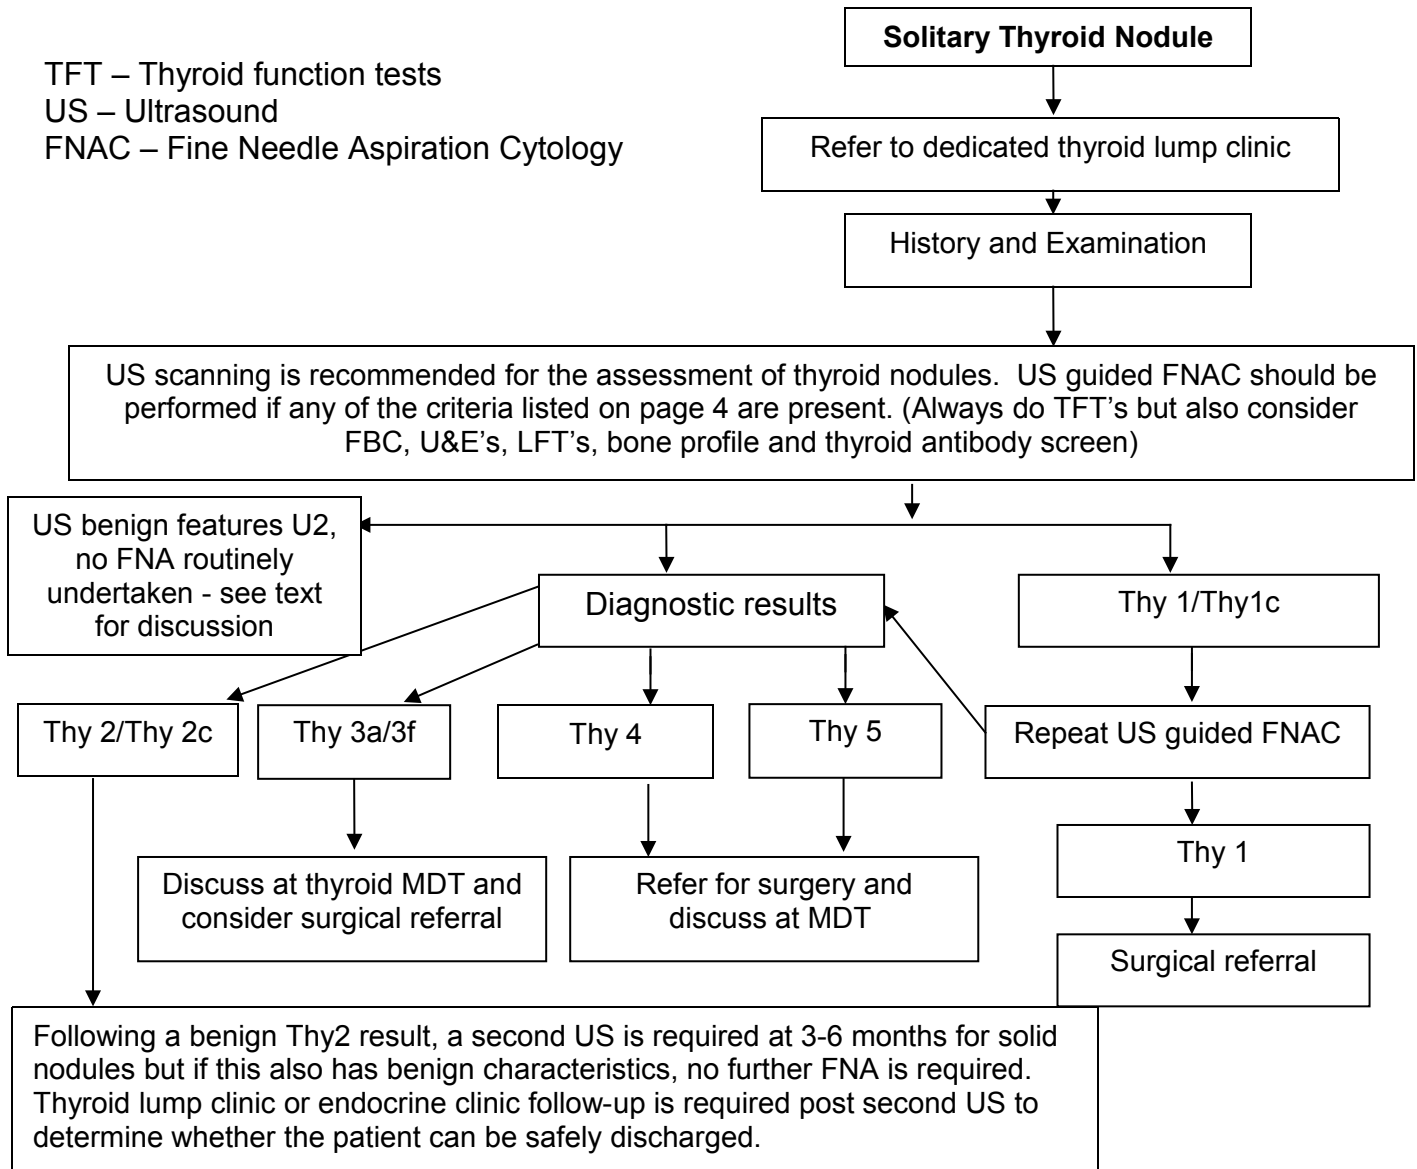 Solitary Thyroid Nodule
TFT – Thyroid function tests
US – Ultrasound
FNAC – Fine Needle Aspiration Cytology
Refer to dedicated thyroid lump clinic
History and Examination
US scanning is recommended for the assessment of thyroid nodules.  US guided FNAC should be
performed if any of the criteria listed on page 4 are present. (Always do TFT's but also consider
FBC, U&E's, LFT's, bone profile and thyroid antibody screen)
US benign features U2,
no FNA routinely
undertaken - see text
for discussion
Diagnostic results
Thy 1/Thy1c
Thy 2/Thy 2c
Thy 3a/3f
Thy 4
Thy 5
Repeat US guided FNAC
Thy 1
Discuss at thyroid MDT and
consider surgical referral
Refer for surgery and
discuss at MDT
Surgical referral
Following a benign Thy2 result, a second US is required at 3-6 months for solid
nodules but if this also has benign characteristics, no further FNA is required.
Thyroid lump clinic or endocrine clinic follow-up is required post second US to
determine whether the patient can be safely discharged.